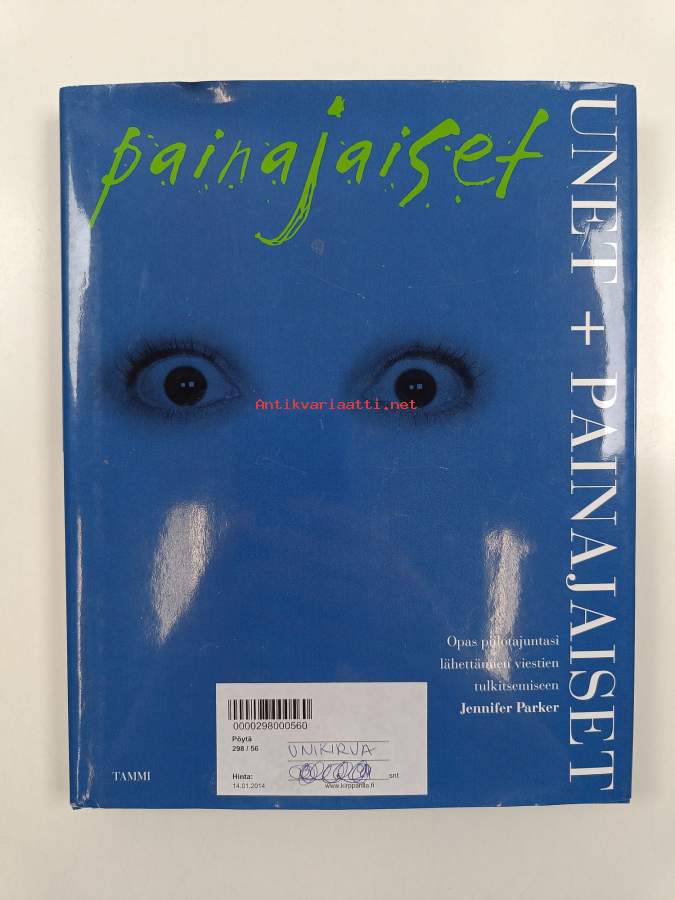 painajaiset
UNET + PAINAJAISET
Antikvariaatti.net
Opas piilotajuntasi
lähettämien viestien
tulkitsemiseen
Jennifer Parker
TAMMI
0000298000560
Pöytä
298 / 56
UNIKIRJA
Hinta:
snt
14.01.2014
www.kirpparilla.fi